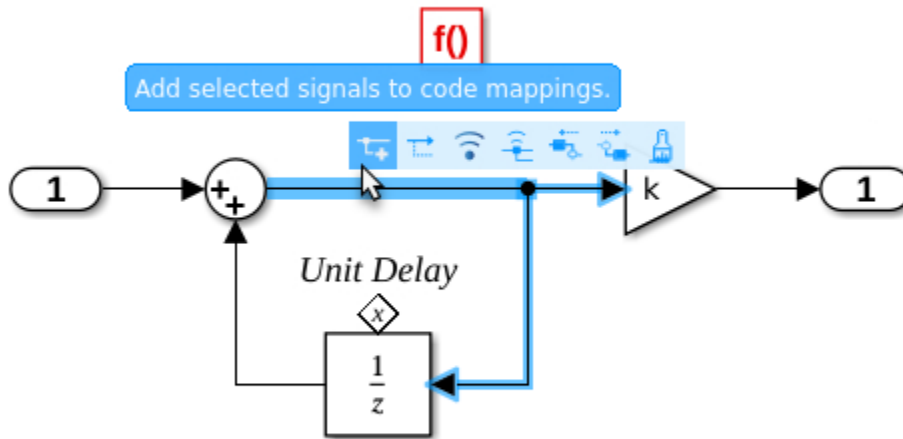 f()
Add selected signals to code mappings.
1
+
+
k
1
Unit Delay
x
1
z